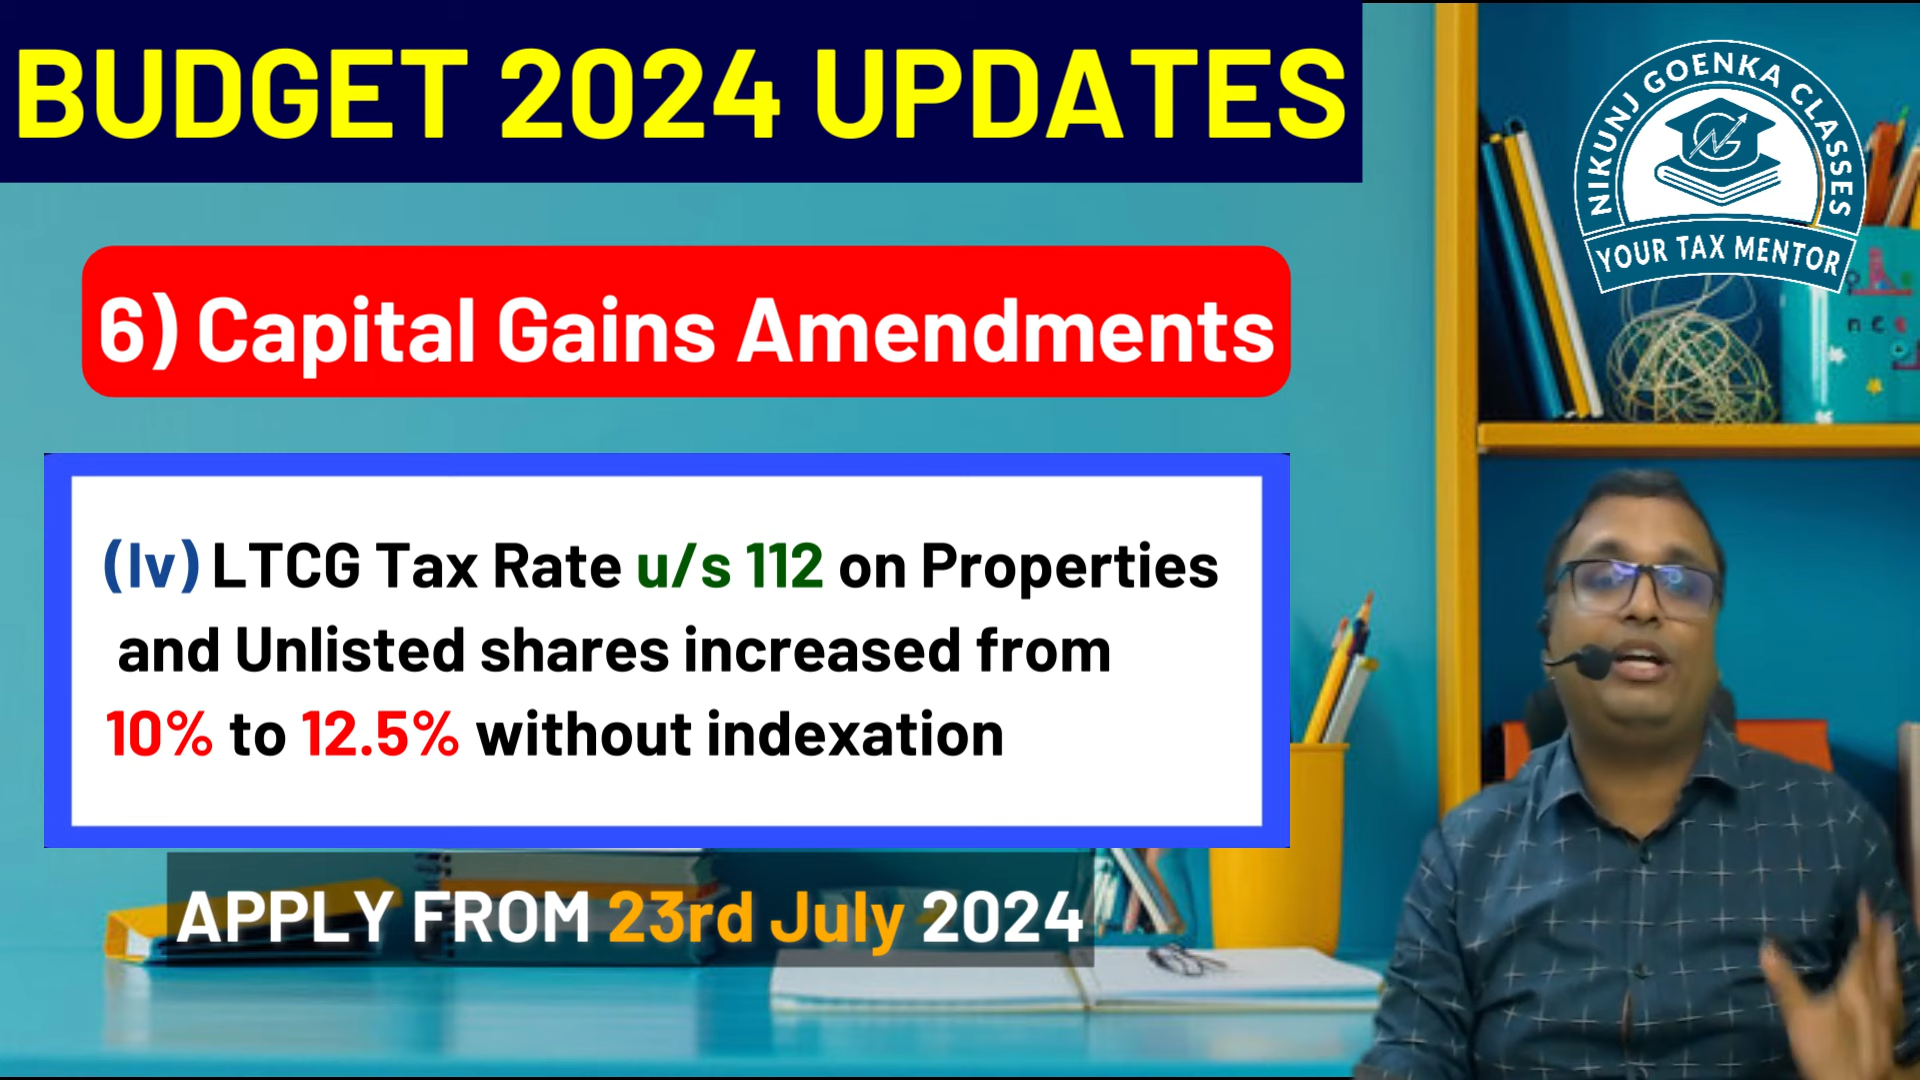 BUDGET 2024 UPDATES
NIKUNJ GOENKA CLASSES
YOUR TAX MENTOR
6) Capital Gains Amendments
(Iv) LTCG Tax Rate u/s 112 on Properties
and Unlisted shares increased from
10% to 12.5% without indexation
APPLY FROM 23rd July 2024